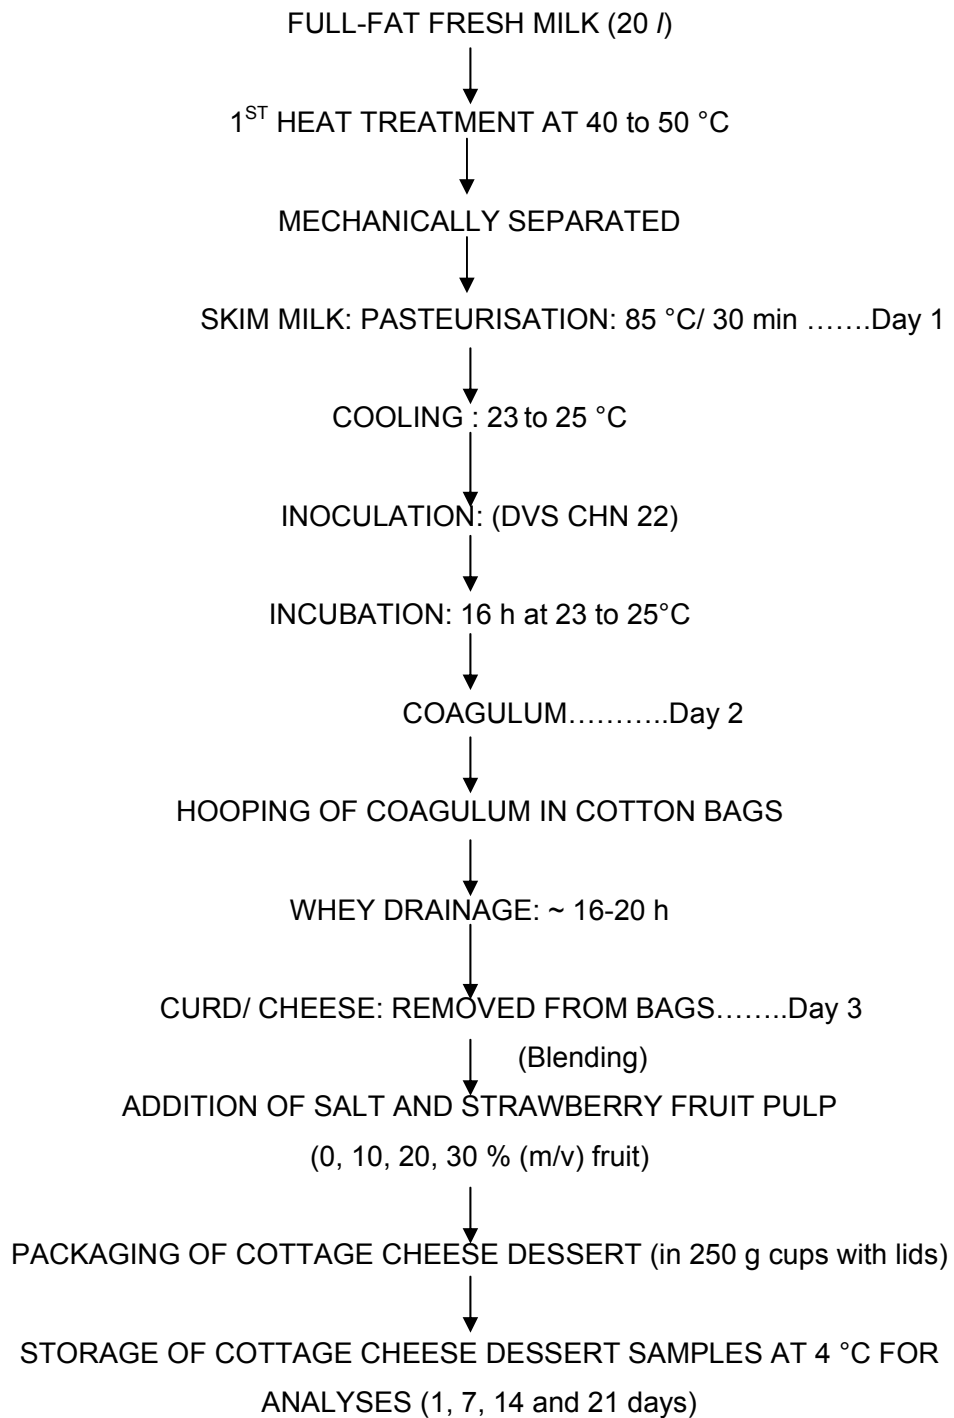 FULL-FAT FRESH MILK (20 l)
1ST HEAT TREATMENT AT 40 to 50 °C
MECHANICALLY SEPARATED
SKIM MILK: PASTEURISATION: 85 °C/ 30 min …….Day 1
COOLING : 23 to 25 °C
INOCULATION: (DVS CHN 22)
INCUBATION: 16 h at 23 to 25°C
COAGULUM………..Day 2
HOOPING OF COAGULUM IN COTTON BAGS
WHEY DRAINAGE: ~ 16-20 h
CURD/ CHEESE: REMOVED FROM BAGS……..Day 3
(Blending)
ADDITION OF SALT AND STRAWBERRY FRUIT PULP
(0, 10, 20, 30 % (m/v) fruit)
PACKAGING OF COTTAGE CHEESE DESSERT (in 250 g cups with lids)
STORAGE OF COTTAGE CHEESE DESSERT SAMPLES AT 4 °C FOR
ANALYSES (1, 7, 14 and 21 days)